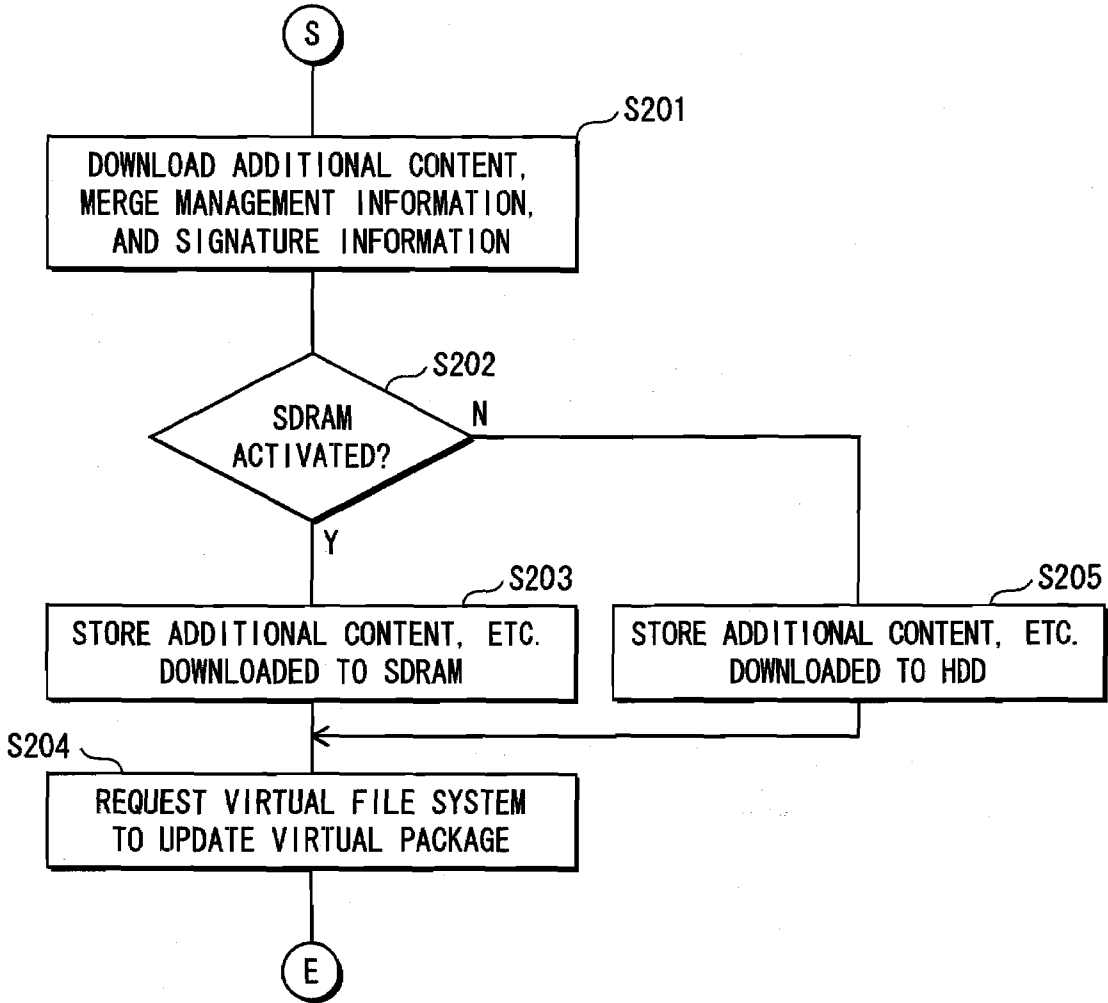 S
S201
DOWNLOAD ADDITIONAL CONTENT,
MERGE MANAGEMENT INFORMATION,
AND SIGNATURE INFORMATION
S202
SDRAM
ACTIVATED?
N
Y
S203
STORE ADDITIONAL CONTENT, ETC.
DOWNLOADED TO SDRAM
S205
STORE ADDITIONAL CONTENT, ETC.
DOWNLOADED TO HDD
S204
REQUEST VIRTUAL FILE SYSTEM
TO UPDATE VIRTUAL PACKAGE
E